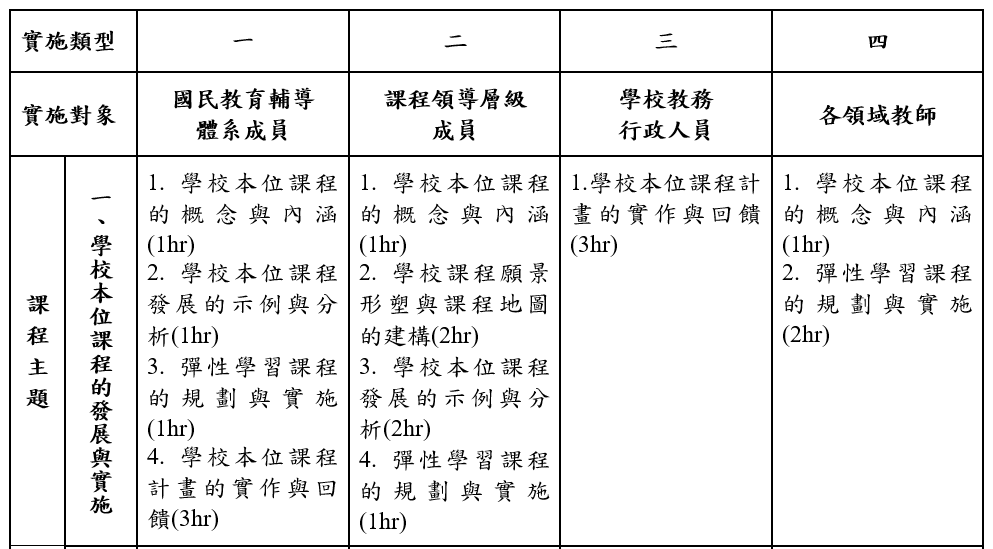 實施類型 一 二 三 四
實施對象
國民教育輔導
體系成員
課程領導層級
成員
學校教務
行政人員
各領域教師
課程主題
一、學校本位課程的發展與實施
1. 學校本位課程
的概念與內涵
(1hr)
2. 學校本位課程
發展的示例與分
析(1hr)
3. 彈性學習課程
的規劃與實施
(1hr)
4. 學校本位課程
計畫的實作與回
饋(3hr)
1. 學校本位課程
的概念與內涵
(1hr)
2. 學校課程願景
形塑與課程地圖
的建構(2hr)
3. 學校本位課程
發展的示例與分
析(2hr)
4. 彈性學習課程
的規劃與實施
(1hr)
1.學校本位課程計
畫的實作與回饋
(3hr)
1. 學校本位課程
的概念與內涵
(1hr)
2. 彈性學習課程
的規劃與實施
(2hr)